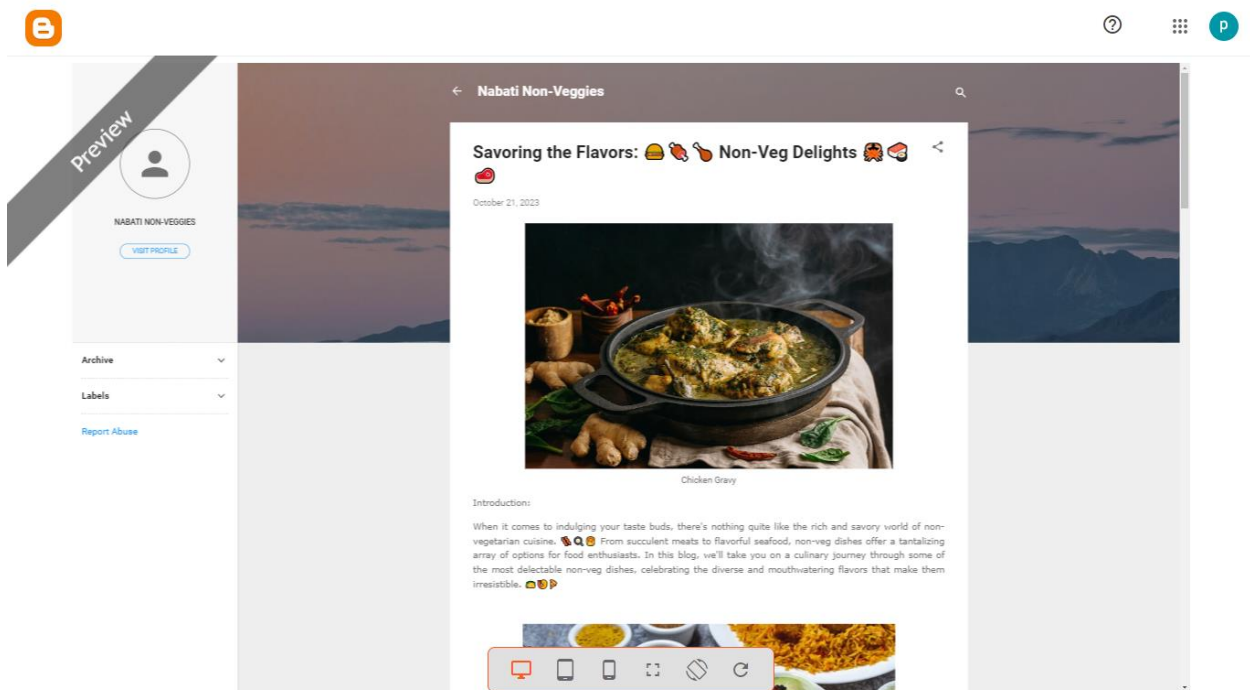 P
Preview
NABATI NON-VEGGIES
VISIT PROFILE
Archive
Labels
Report Abuse
Nabati Non-Veggies
Savoring the Flavors: 🍔🍖🍗 Non-Veg Delights 🦀🍣
🥩
October 21, 2023
Chicken Gravy
Introduction:
When it comes to indulging your taste buds, there's nothing quite like the rich and savory world of non-
vegetarian cuisine. From succulent meats to flavorful seafood, non-veg dishes offer a tantalizing
array of options for food enthusiasts. In this blog, we'll take you on a culinary journey through some of
the most delectable non-veg dishes, celebrating the diverse and mouthwatering flavors that make them
irresistible.